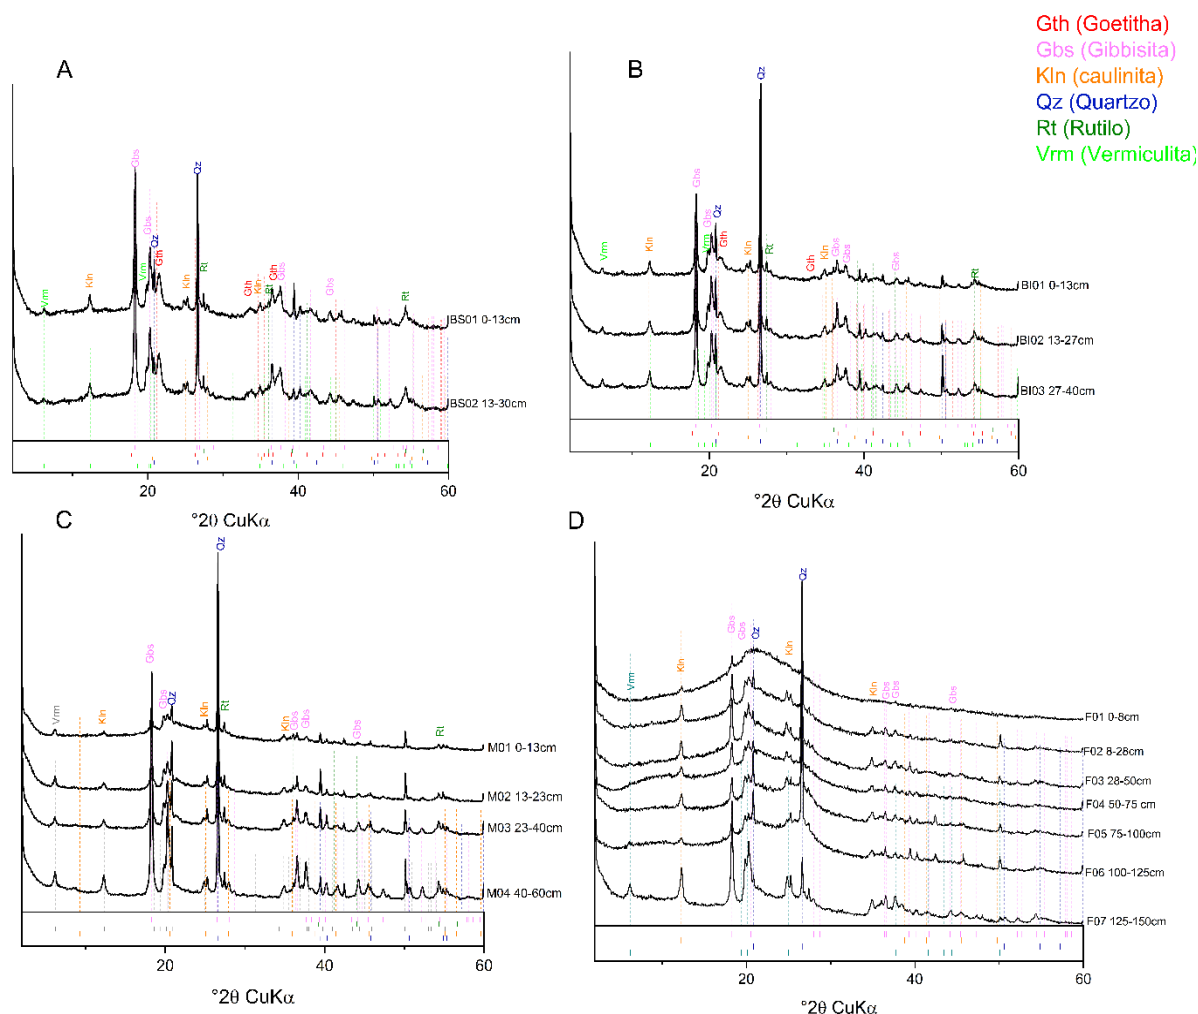 Gth (Goetitha)
Gbs (Gibbisita)
Kln (caulinita)
Qz (Quartzo)
Rt (Rutilo)
Vrm (Vermiculita)
A
Vrm
Kln
Gbs
Vrm
Gbs
Qz
Gth
Kln
Qz
Rt
Gth
Kln
Rt
Gth
Gbs
Gbs
Rt
BS01 0-13cm
BS02 13-30cm
20
40
60
°2θ CuKα
B
Vrm
Kln
Gbs
Gbs
Vrm
Qz
Gth
Kln
Qz
Rt
Gth
Kln
Gbs
Gbs
Gbs
Rt
BI01 0-13cm
BI02 13-27cm
BI03 27-40cm
20
40
60
°2θ CuKα
C
Vrm
Kln
Gbs
Gbs
Qz
Kln
Qz
Rt
Kln
Gbs
Gbs
Gbs
Rt
M01 0-13cm
M02 13-23cm
M03 23-40cm
M04 40-60cm
20
40
60
°2θ CuKα
D
Vrm
Kln
Gbs
Gbs
Qz
Kln
Qz
Kln
Gbs
Gbs
Gbs
F01 0-8cm
F02 8-28cm
F03 28-50cm
F04 50-75 cm
F05 75-100cm
F06 100-125cm
F07 125-150cm
20
40
60
°2θ CuKα